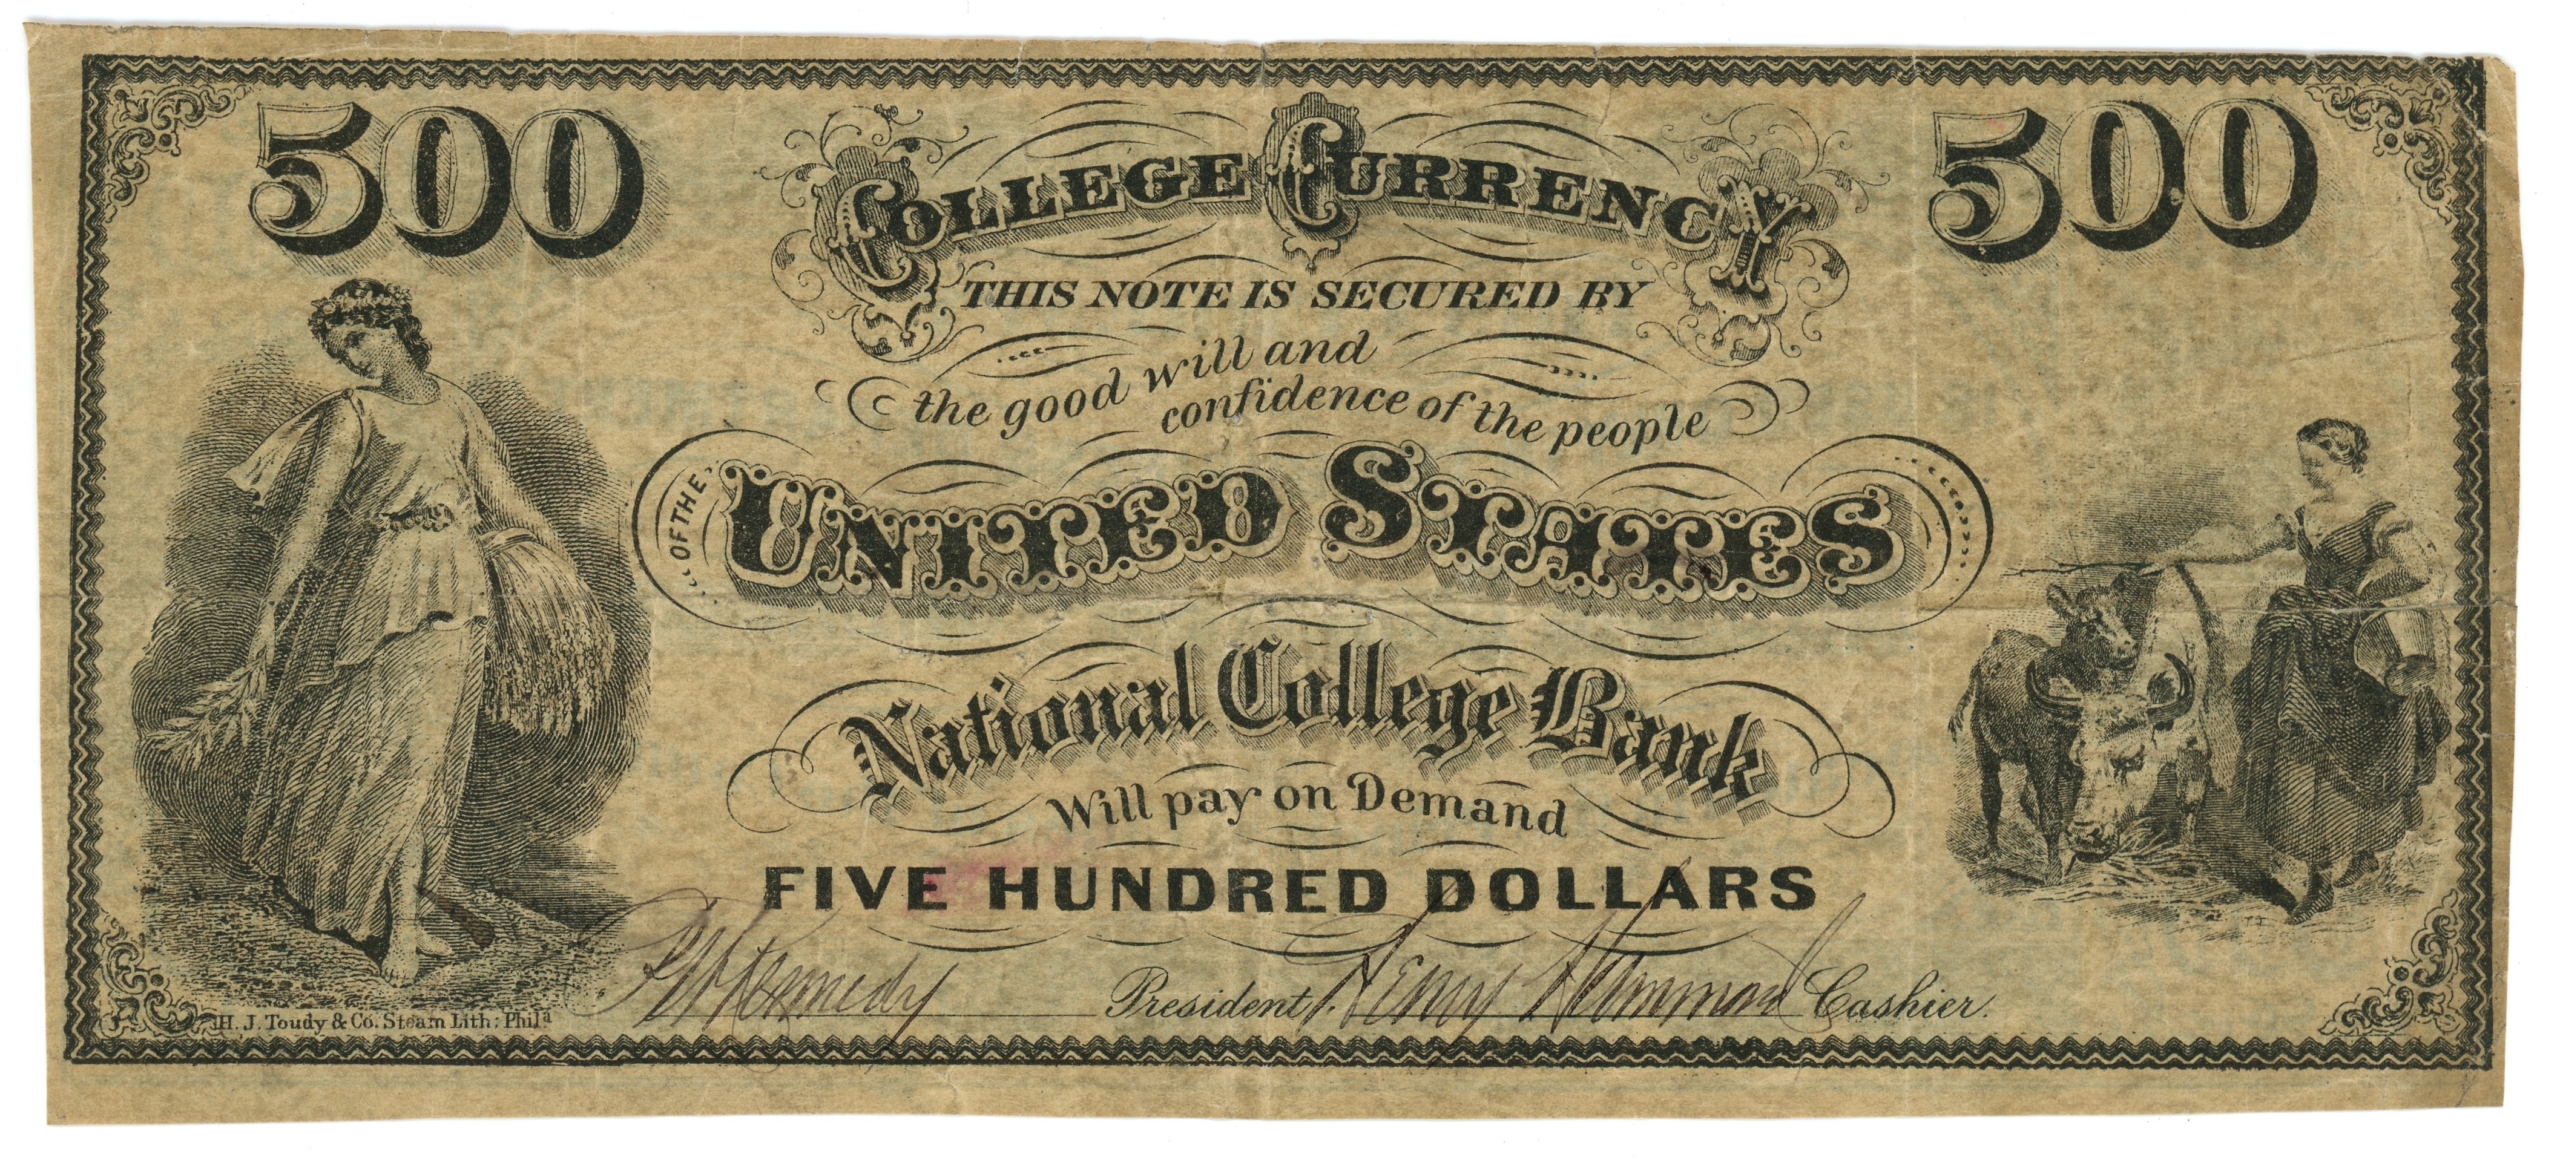 500
500
COLLEGE CURRENCY
THIS NOTE IS SECURED BY
the good will and
confidence of the people
OF THE
UNITED STATES
National College Bank
Will pay on Demand
FIVE HUNDRED DOLLARS
Kennedy President. Henry Cashier.
H. J. Toudy & Co. Steam Lith: Philª